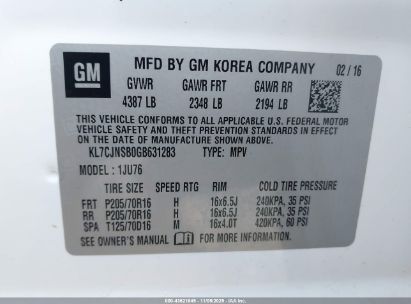 GM
MFD BY GM KOREA COMPANY 02/16
GVWR GAWR FRT GAWR RR
4387 LB 2348 LB 2194 LB
THIS VEHICLE CONFORMS TO ALL APPLICABLE U.S. FEDERAL MOTOR
VEHICLE SAFETY AND THEFT PREVENTION STANDARDS IN EFFECT ON
THE DATE OF MANUFACTURE SHOWN ABOVE.
KL7CJNSB0GB631283 TYPE: MPV
MODEL : 1JU76
TIRE SIZE SPEED RTG RIM COLD TIRE PRESSURE
FRT P205/70R16 H 16x6.5J 240KPA, 35 PSI
RR P205/70R16 H 16x6.5J 240KPA, 35 PSI
SPA T125/70D16 M 16x4.0T 420KPA, 60 PSI
SEE OWNER'S MANUAL FOR MORE INFORMATION